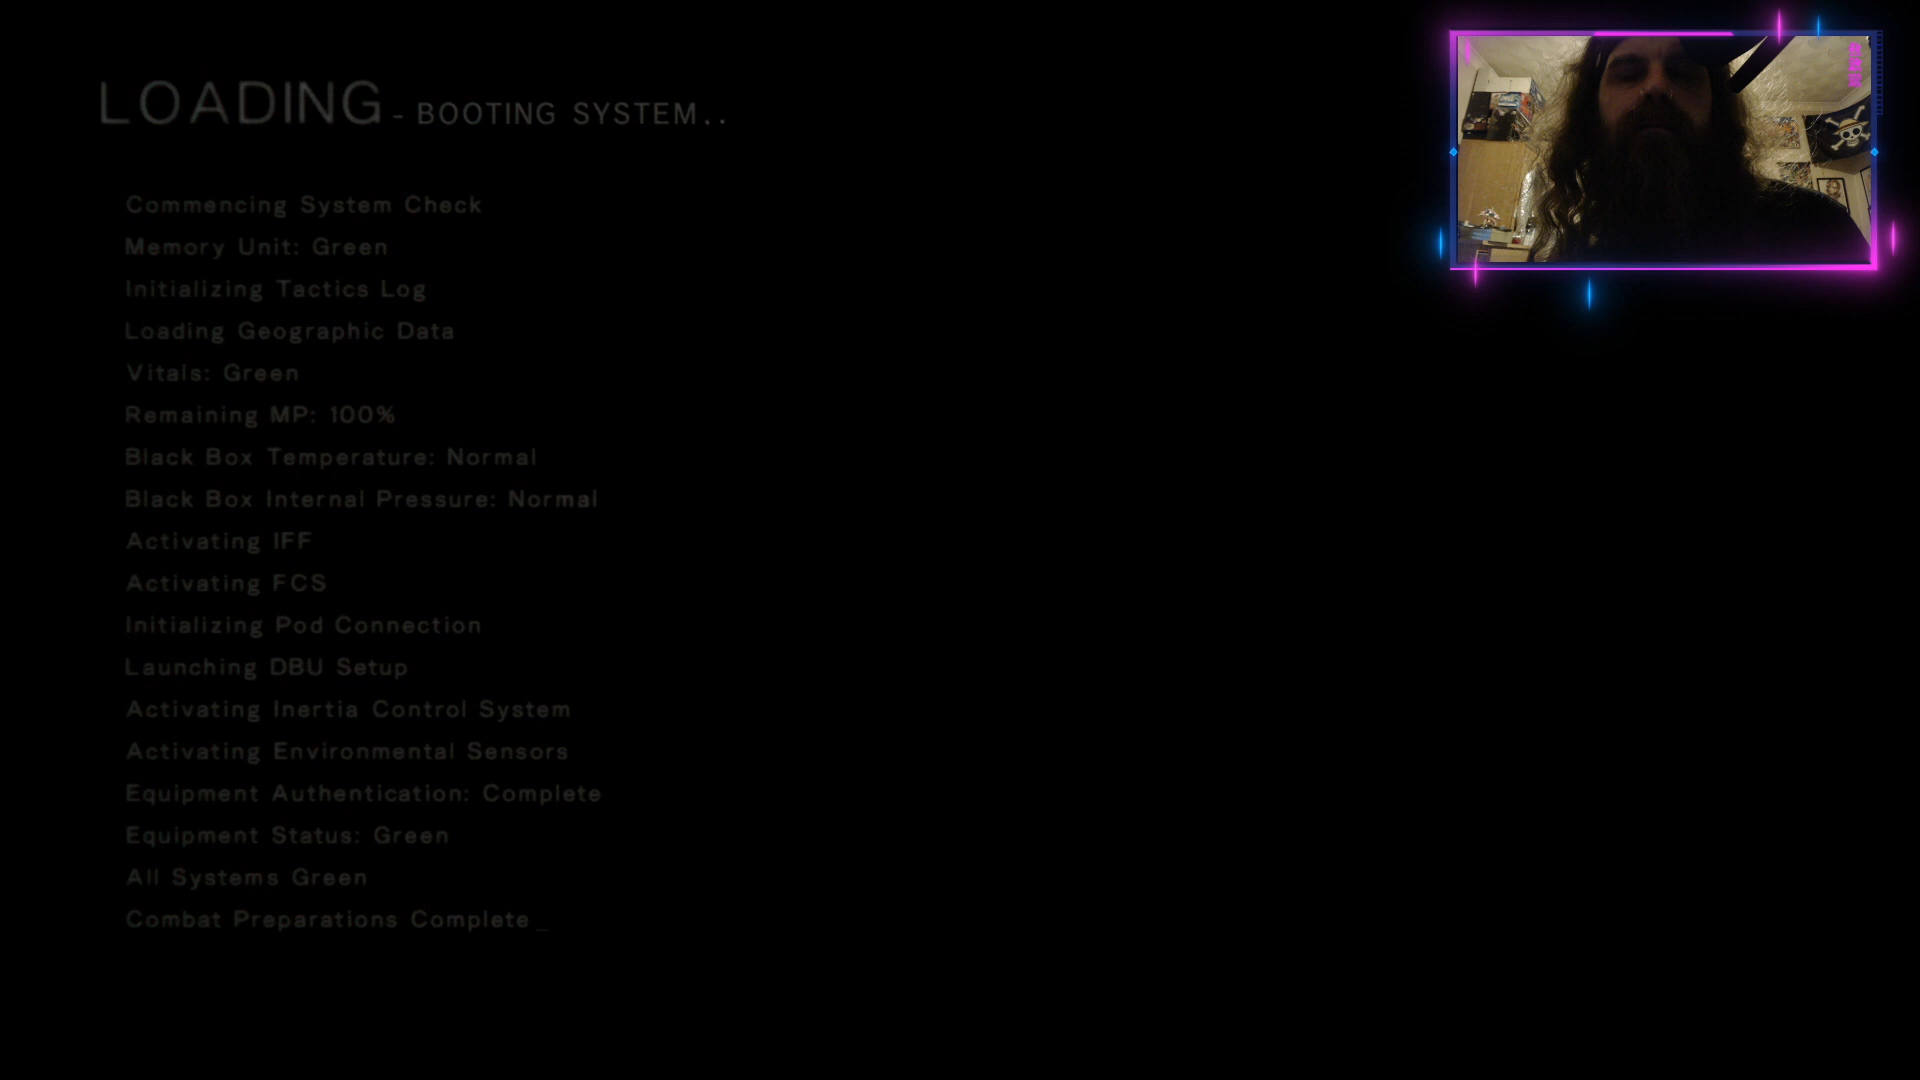 LOADING - BOOTING SYSTEM..
Commencing System Check
Memory Unit: Green
Initializing Tactics Log
Loading Geographic Data
Vitals: Green
Remaining MP: 100%
Black Box Temperature: Normal
Black Box Internal Pressure: Normal
Activating IFF
Activating FCS
Initializing Pod Connection
Launching DBU Setup
Activating Inertia Control System
Activating Environmental Sensors
Equipment Authentication: Complete
Equipment Status: Green
All Systems Green
Combat Preparations Complete _